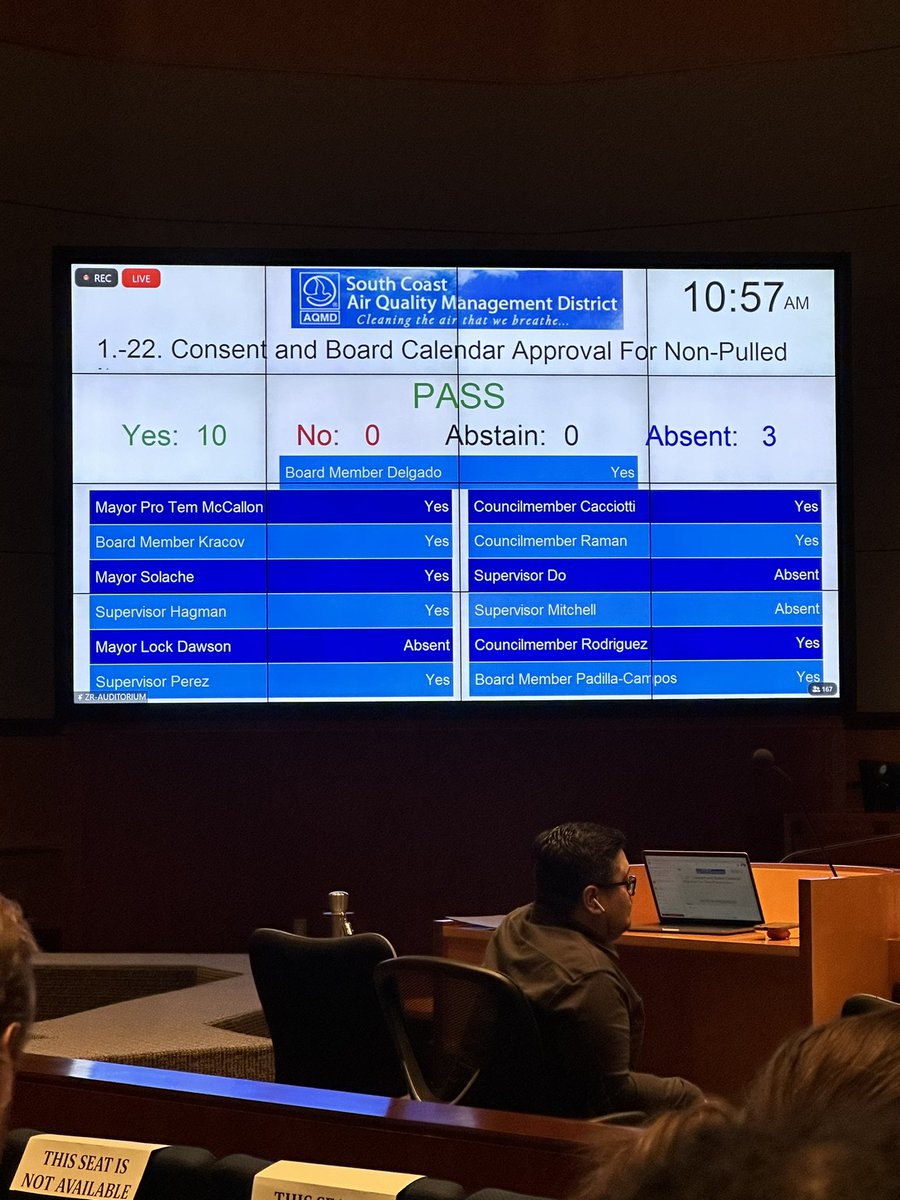 REC LIVE
South Coast
Air Quality Management District
AQMD
Cleaning the air that we breathe...
10:57 AM
1.-22. Consent and Board Calendar Approval For Non-Pulled
PASS
Yes: 10 No: 0 Abstain: 0 Absent: 3
Board Member Delgado Yes
Mayor Pro Tem McCallon Yes
Board Member Kracov Yes
Mayor Solache Yes
Supervisor Hagman Yes
Mayor Lock Dawson Absent
Supervisor Perez Yes
Councilmember Cacciotti Yes
Councilmember Raman Yes
Supervisor Do Absent
Supervisor Mitchell Absent
Councilmember Rodriguez Yes
Board Member Padilla-Campos Yes
ZR-AUDITORIUM
167
THIS SEAT IS
NOT AVAILABLE
THIS SEAT